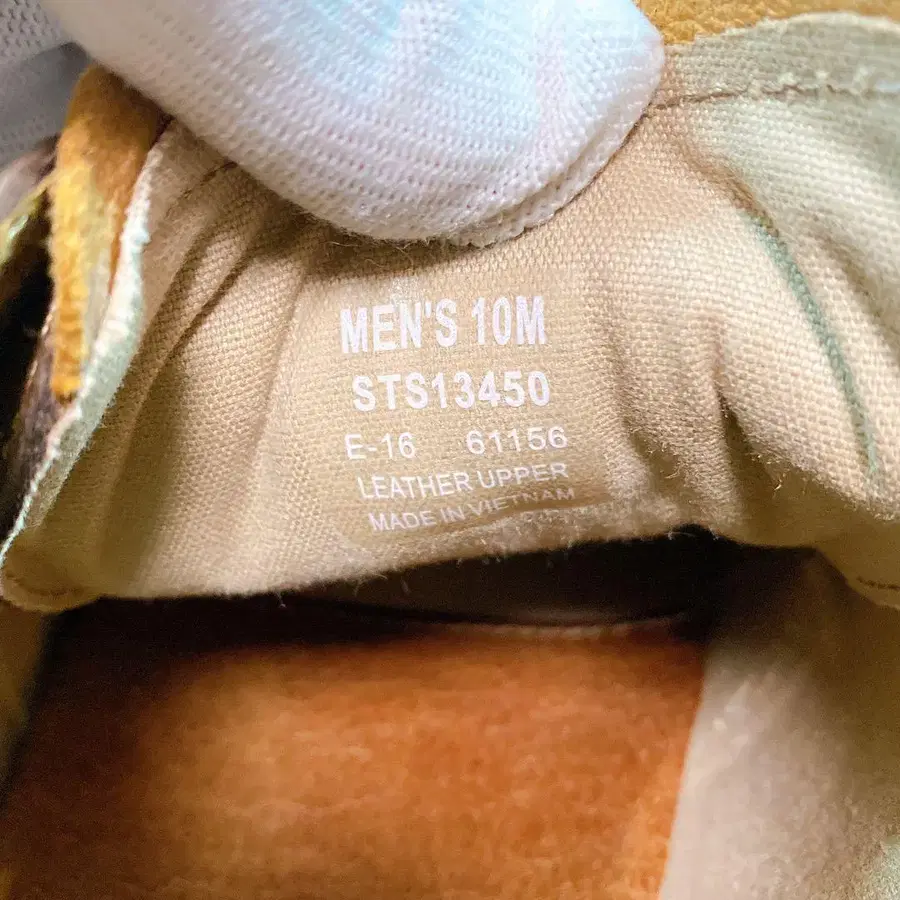 MEN'S 10M
STS13450
E-16 61156
LEATHER UPPER
MADE IN VIETNAM